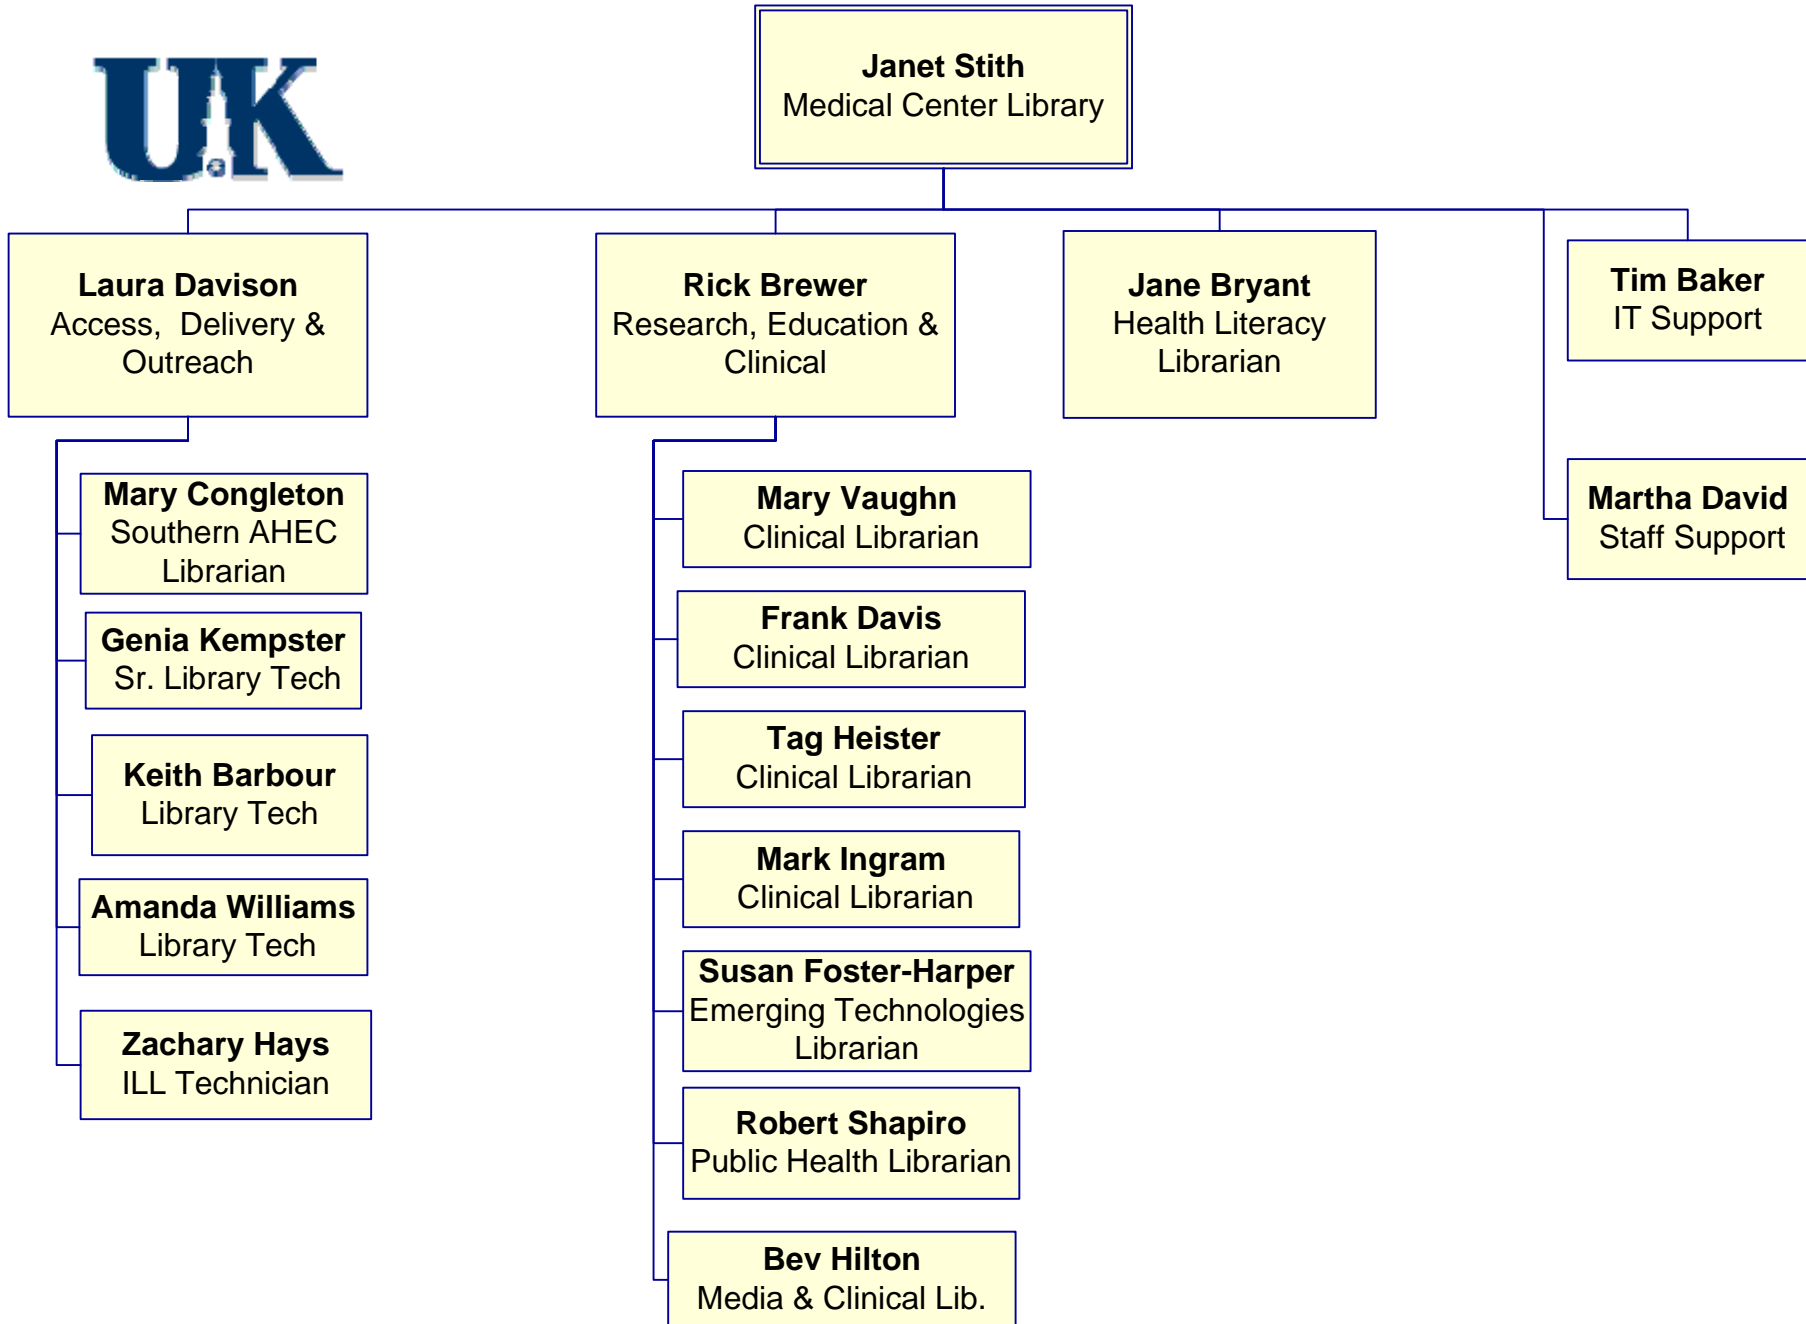 UK
Janet Stith
Medical Center Library
Laura Davison
Access, Delivery &
Outreach
Rick Brewer
Research, Education &
Clinical
Jane Bryant
Health Literacy
Librarian
Tim Baker
IT Support
Martha David
Staff Support
Mary Congleton
Southern AHEC
Librarian
Genia Kempster
Sr. Library Tech
Keith Barbour
Library Tech
Amanda Williams
Library Tech
Zachary Hays
ILL Technician
Mary Vaughn
Clinical Librarian
Frank Davis
Clinical Librarian
Tag Heister
Clinical Librarian
Mark Ingram
Clinical Librarian
Susan Foster-Harper
Emerging Technologies
Librarian
Robert Shapiro
Public Health Librarian
Bev Hilton
Media & Clinical Lib.